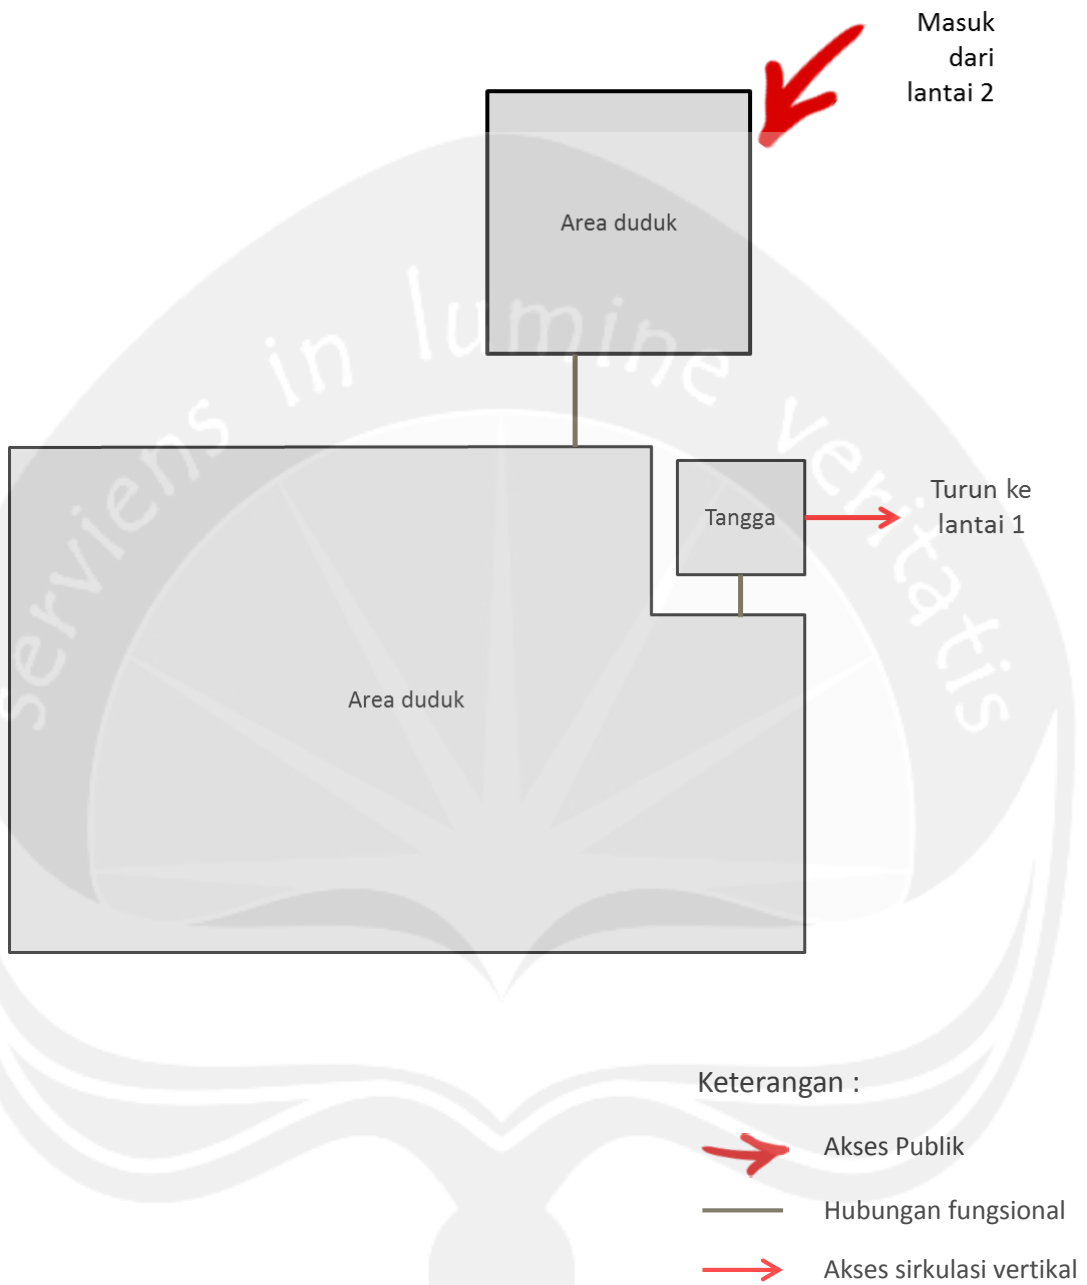 Masuk
dari
lantai 2
Area duduk
serviens in lumine veritatis
Tangga
Turun ke
lantai 1
Area duduk
Keterangan :
Akses Publik
Hubungan fungsional
Akses sirkulasi vertikal